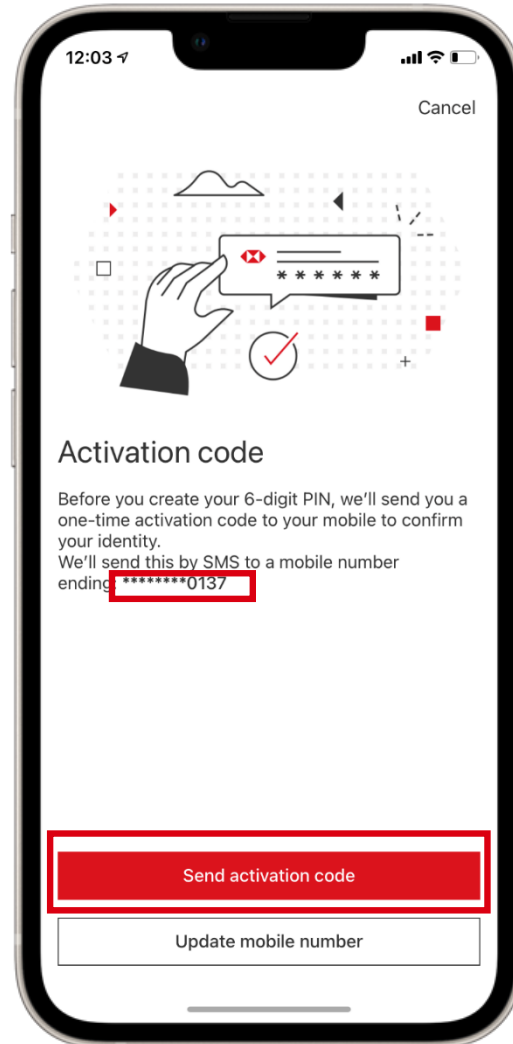 12:03
Cancel
* * * * * *
Activation code
Before you create your 6-digit PIN, we'll send you a
one-time activation code to your mobile to confirm
your identity.
We'll send this by SMS to a mobile number
ending ********0137
Send activation code
Update mobile number